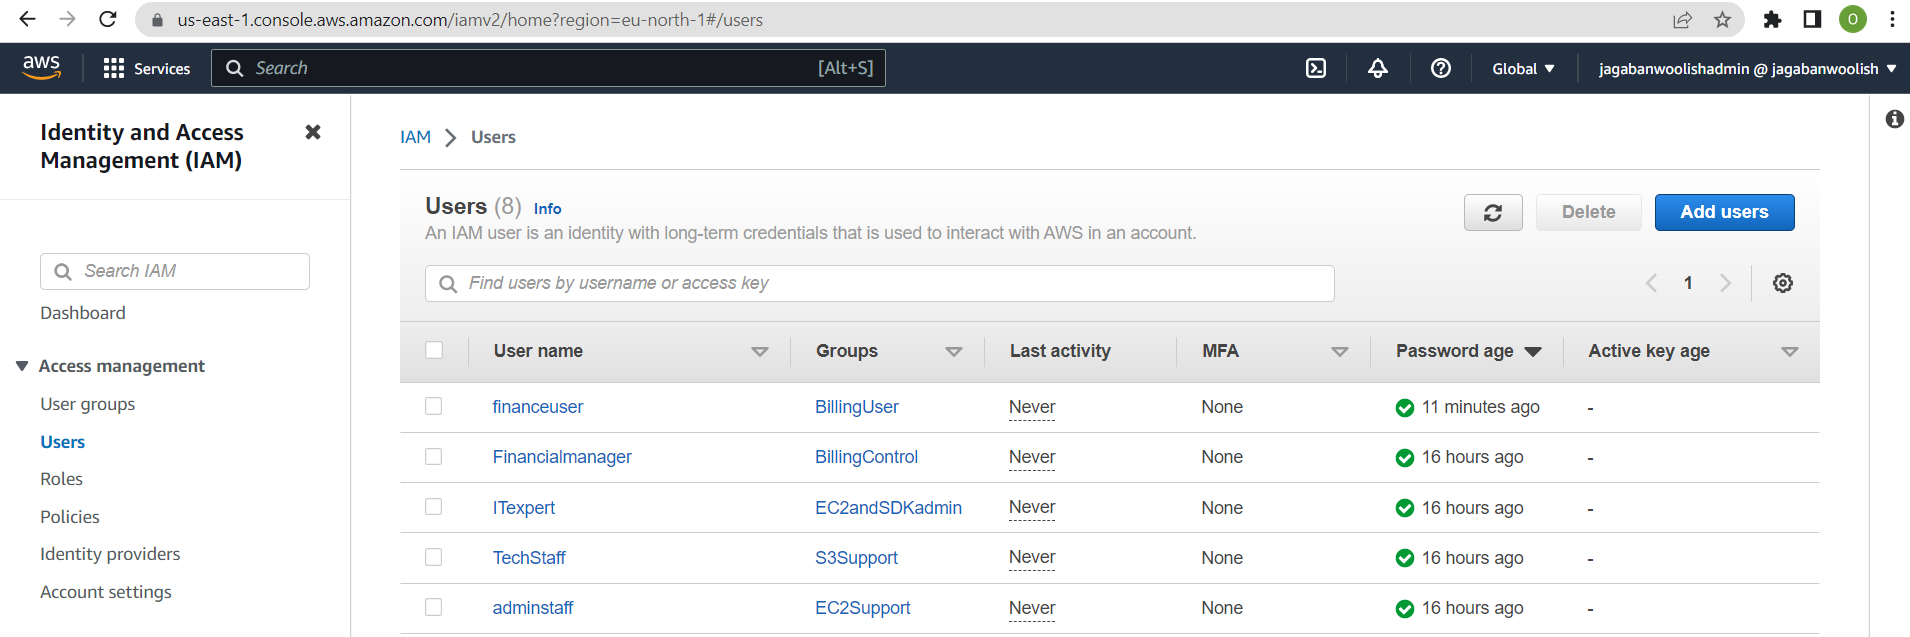 us-east-1.console.aws.amazon.com/iamv2/home?region=eu-north-1#/users
O
aws
Services
Search
[Alt+S]
Global
jagabanwoolishadmin @ jagabanwoolish
Identity and Access
Management (IAM)
Search IAM
Dashboard
Access management
User groups
Users
Roles
Policies
Identity providers
Account settings
IAM > Users
Users (8) Info
An IAM user is an identity with long-term credentials that is used to interact with AWS in an account.
Delete
Add users
Find users by username or access key
1
User name Groups Last activity MFA Password age Active key age
financeuser BillingUser Never None 11 minutes ago -
Financialmanager BillingControl Never None 16 hours ago -
ITexpert EC2andSDKadmin Never None 16 hours ago -
TechStaff S3Support Never None 16 hours ago -
adminstaff EC2Support Never None 16 hours ago -